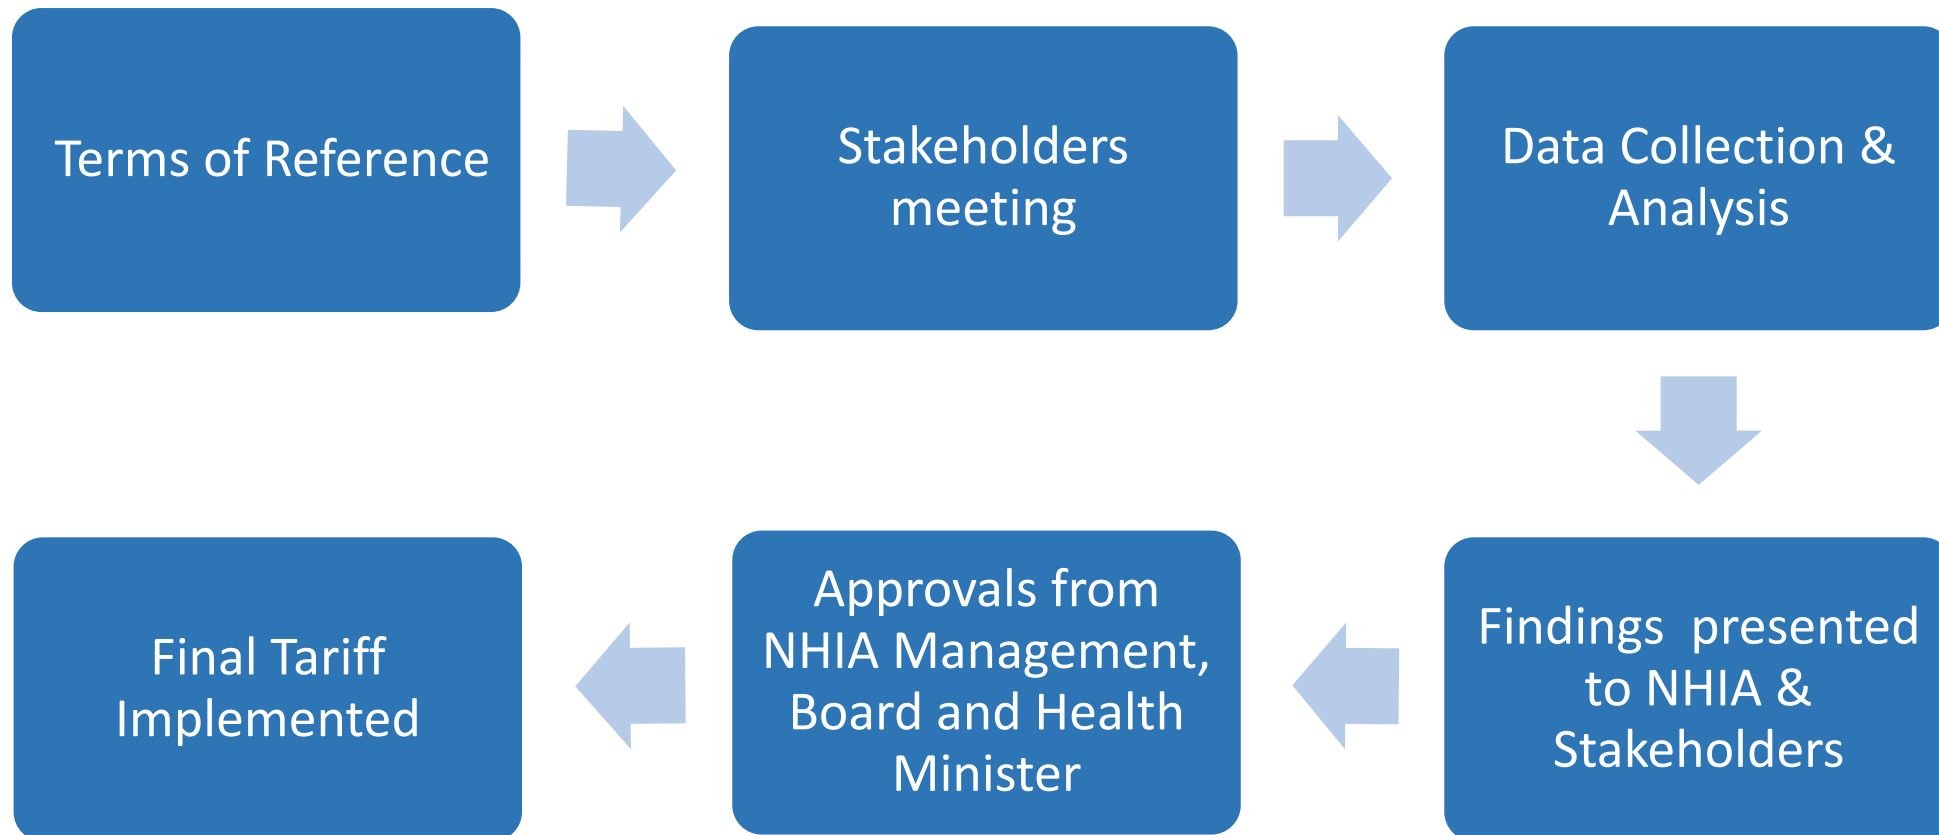 Terms of Reference
Stakeholders
meeting
Data Collection &
Analysis
Findings presented
to NHIA &
Stakeholders
Approvals from
NHIA Management,
Board and Health
Minister
Final Tariff
Implemented